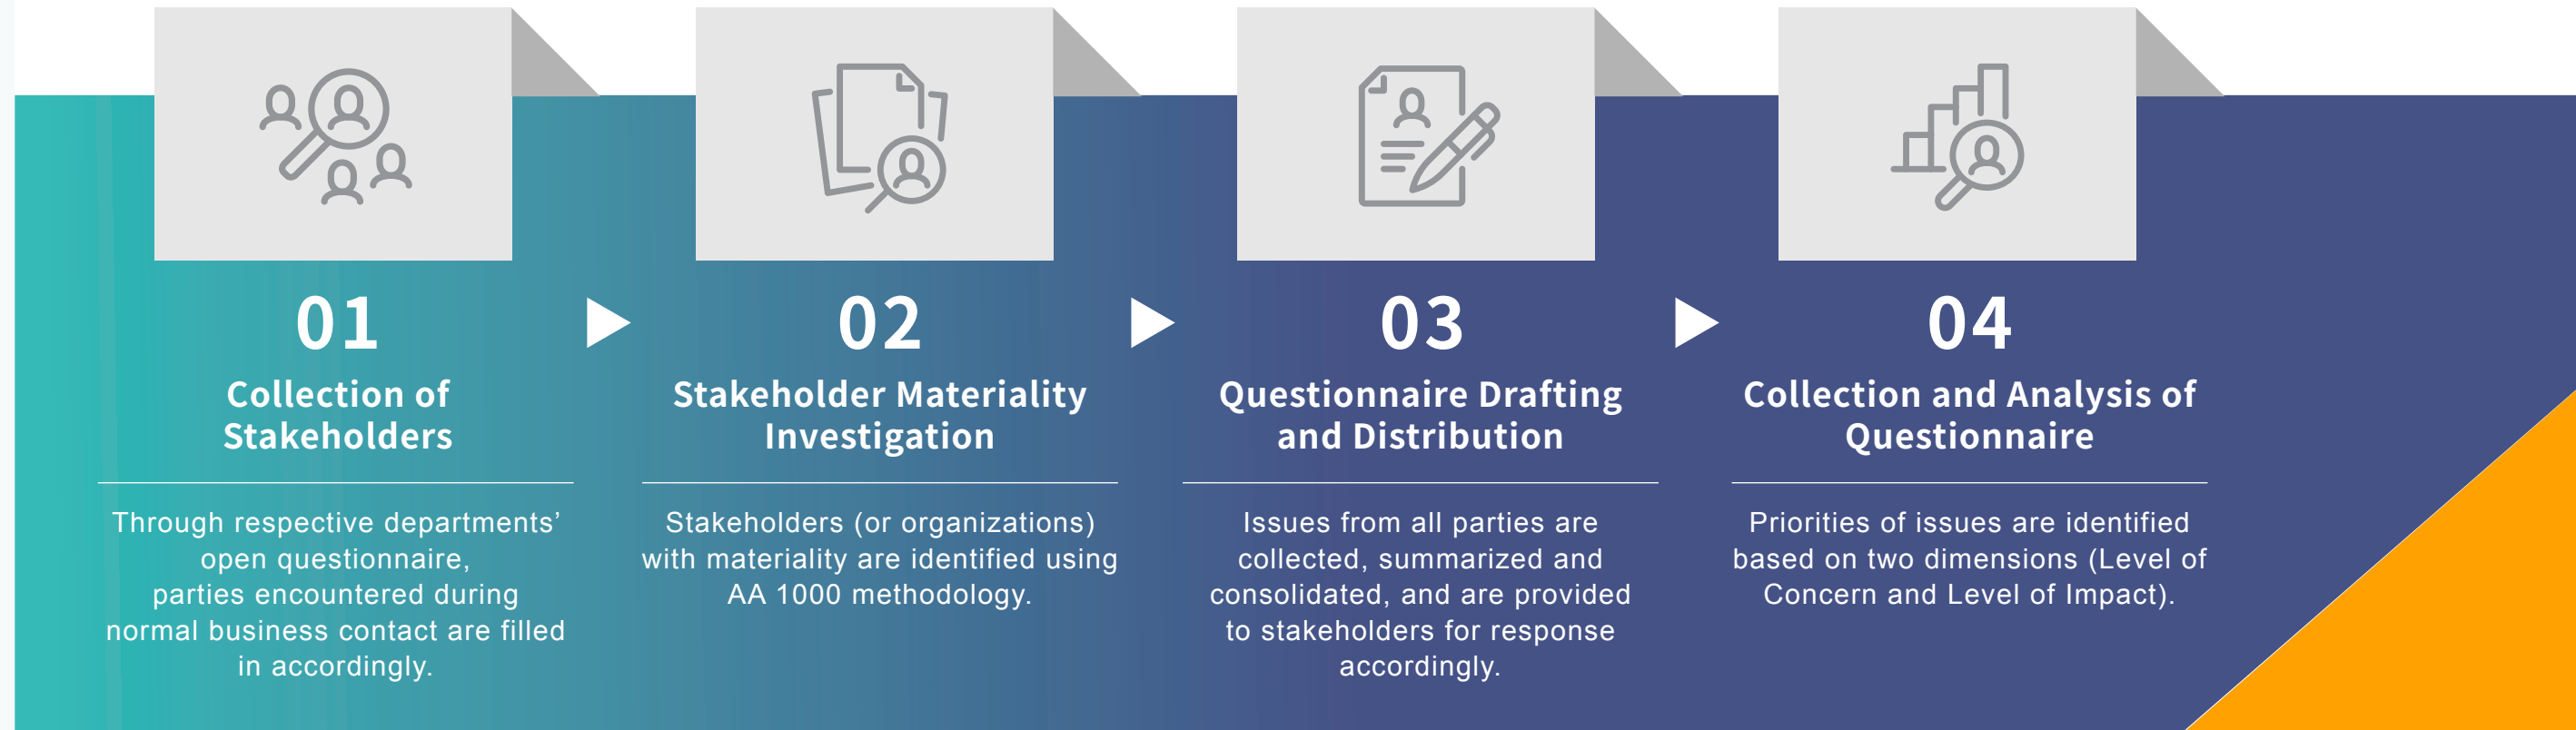 01
Collection of
Stakeholders
Through respective departments’
open questionnaire,
parties encountered during
normal business contact are filled
in accordingly.
02
Stakeholder Materiality
Investigation
Stakeholders (or organizations)
with materiality are identified using
AA 1000 methodology.
03
Questionnaire Drafting
and Distribution
Issues from all parties are
collected, summarized and
consolidated, and are provided
to stakeholders for response
accordingly.
04
Collection and Analysis of
Questionnaire
Priorities of issues are identified
based on two dimensions (Level of
Concern and Level of Impact).